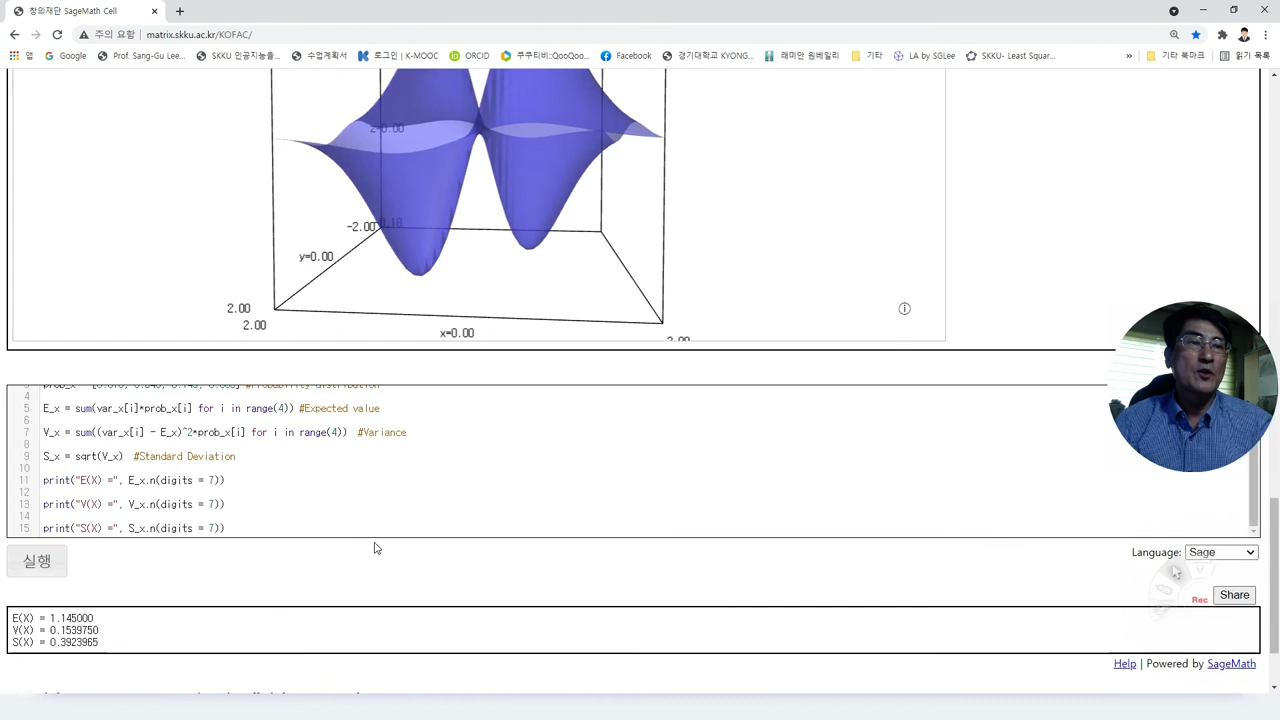 창의재단 SageMath Cell
주의 요함 | matrix.skku.ac.kr/KOFAC/
앱 Google Prof. Sang-Gu Lee... SKKU 인공지능을... 수업계획서 로그인 | K-MOOC ORCID 쿠쿠티비::QooQoo... Facebook 경기대학교 KYONG... 래미안 원베일리 기타 LA by SGLee SKKU- Least Squar... » 기타 북마크 읽기 목록
z=0.00
-2.00
y=0.00
2.00
2.00
x=0.00
4
5 E_x = sum(var_x[i]*prob_x[i] for i in range(4)) #Expected value
6
7 V_x = sum((var_x[i] - E_x)^2*prob_x[i] for i in range(4)) #Variance
8
9 S_x = sqrt(V_x) #Standard Deviation
10
11 print("E(X) =", E_x.n(digits = 7))
12
13 print("V(X) =", V_x.n(digits = 7))
14
15 print("S(X) =", S_x.n(digits = 7))
실행
Language: Sage
Rec
Share
E(X) = 1.145000
V(X) = 0.1539750
S(X) = 0.3923965
Help | Powered by SageMath